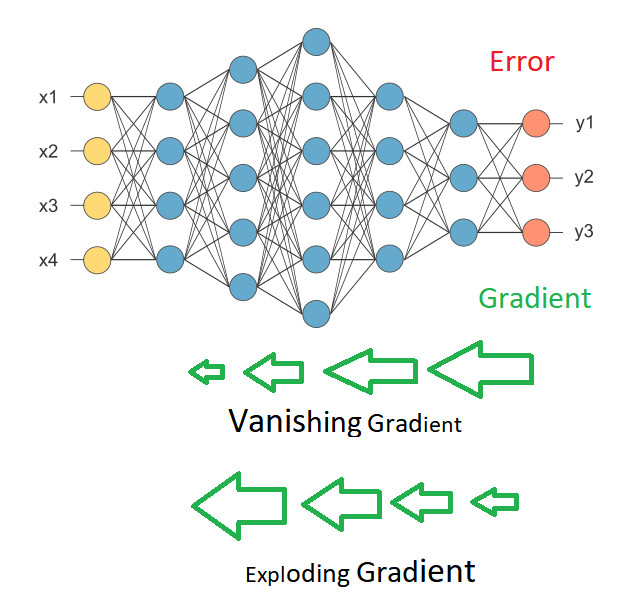 Error
x1
y1
x2
y2
x3
y3
x4
Gradient
Vanishing Gradient
Exploding Gradient